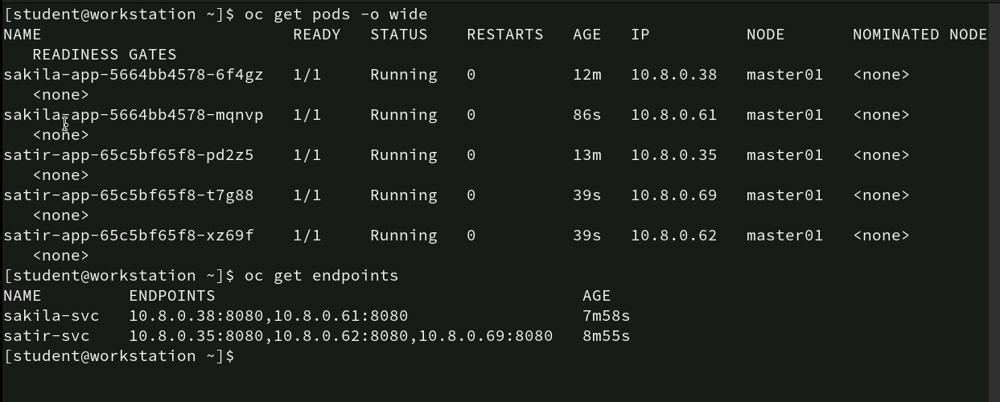 [student@workstation ~]$ oc get pods -o wide
NAME                          READY   STATUS    RESTARTS   AGE   IP          NODE       NOMINATED NODE
   READINESS GATES
sakila-app-5664bb4578-6f4gz   1/1     Running   0          12m   10.8.0.38   master01   <none>
   <none>
sakila-app-5664bb4578-mqnvp   1/1     Running   0          86s   10.8.0.61   master01   <none>
   <none>
satir-app-65c5bf65f8-pd2z5    1/1     Running   0          13m   10.8.0.35   master01   <none>
   <none>
satir-app-65c5bf65f8-t7g88    1/1     Running   0          39s   10.8.0.69   master01   <none>
   <none>
satir-app-65c5bf65f8-xz69f    1/1     Running   0          39s   10.8.0.62   master01   <none>
   <none>
[student@workstation ~]$ oc get endpoints
NAME         ENDPOINTS                                      AGE
sakila-svc   10.8.0.38:8080,10.8.0.61:8080                  7m58s
satir-svc    10.8.0.35:8080,10.8.0.62:8080,10.8.0.69:8080   8m55s
[student@workstation ~]$